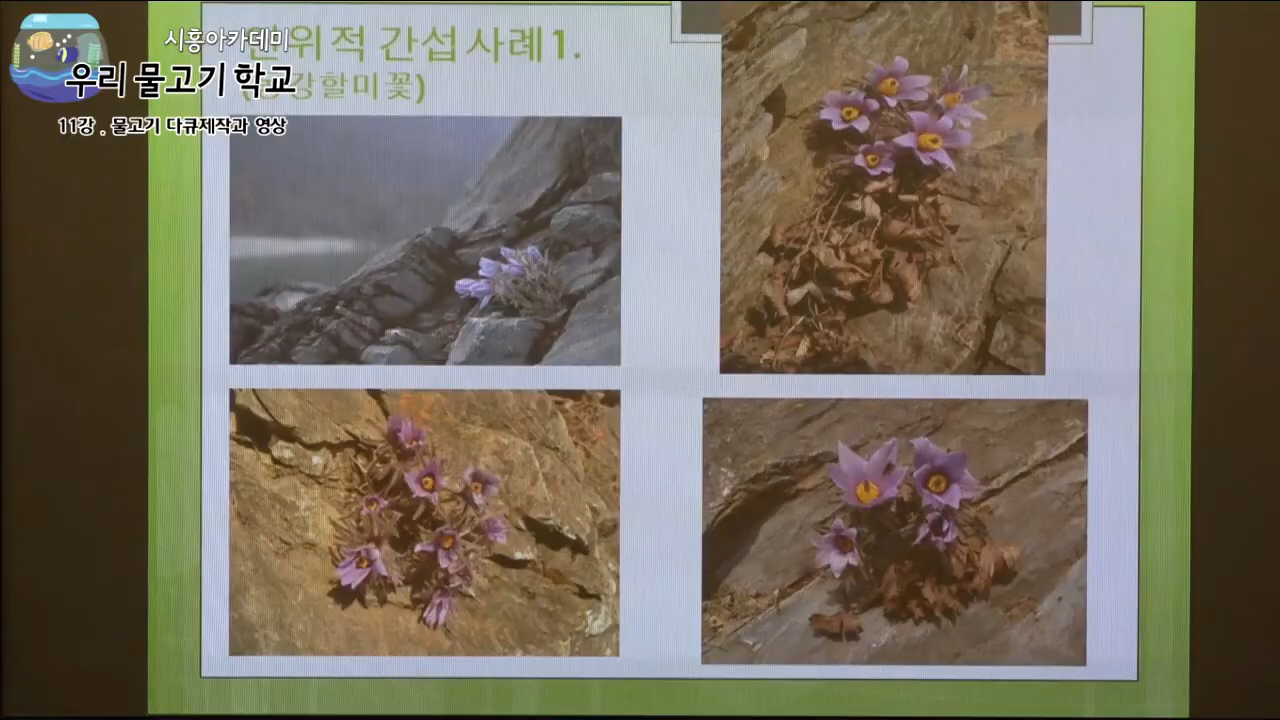 시흥아카데미
우리 물고기 학교
11강 . 물고기 다큐제작과 영상
위적 간섭사례1.
강할미꽃)